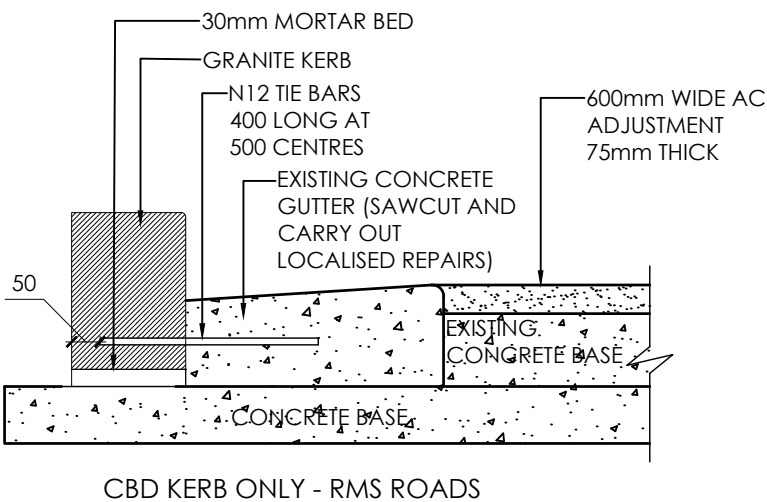 30mm MORTAR BED
GRANITE KERB
N12 TIE BARS
400 LONG AT
500 CENTRES
600mm WIDE AC
ADJUSTMENT
75mm THICK
EXISTING CONCRETE
GUTTER (SAWCUT AND
CARRY OUT
LOCALISED REPAIRS)
50
EXISTING
CONCRETE BASE
CONCRETE BASE
CBD KERB ONLY - RMS ROADS